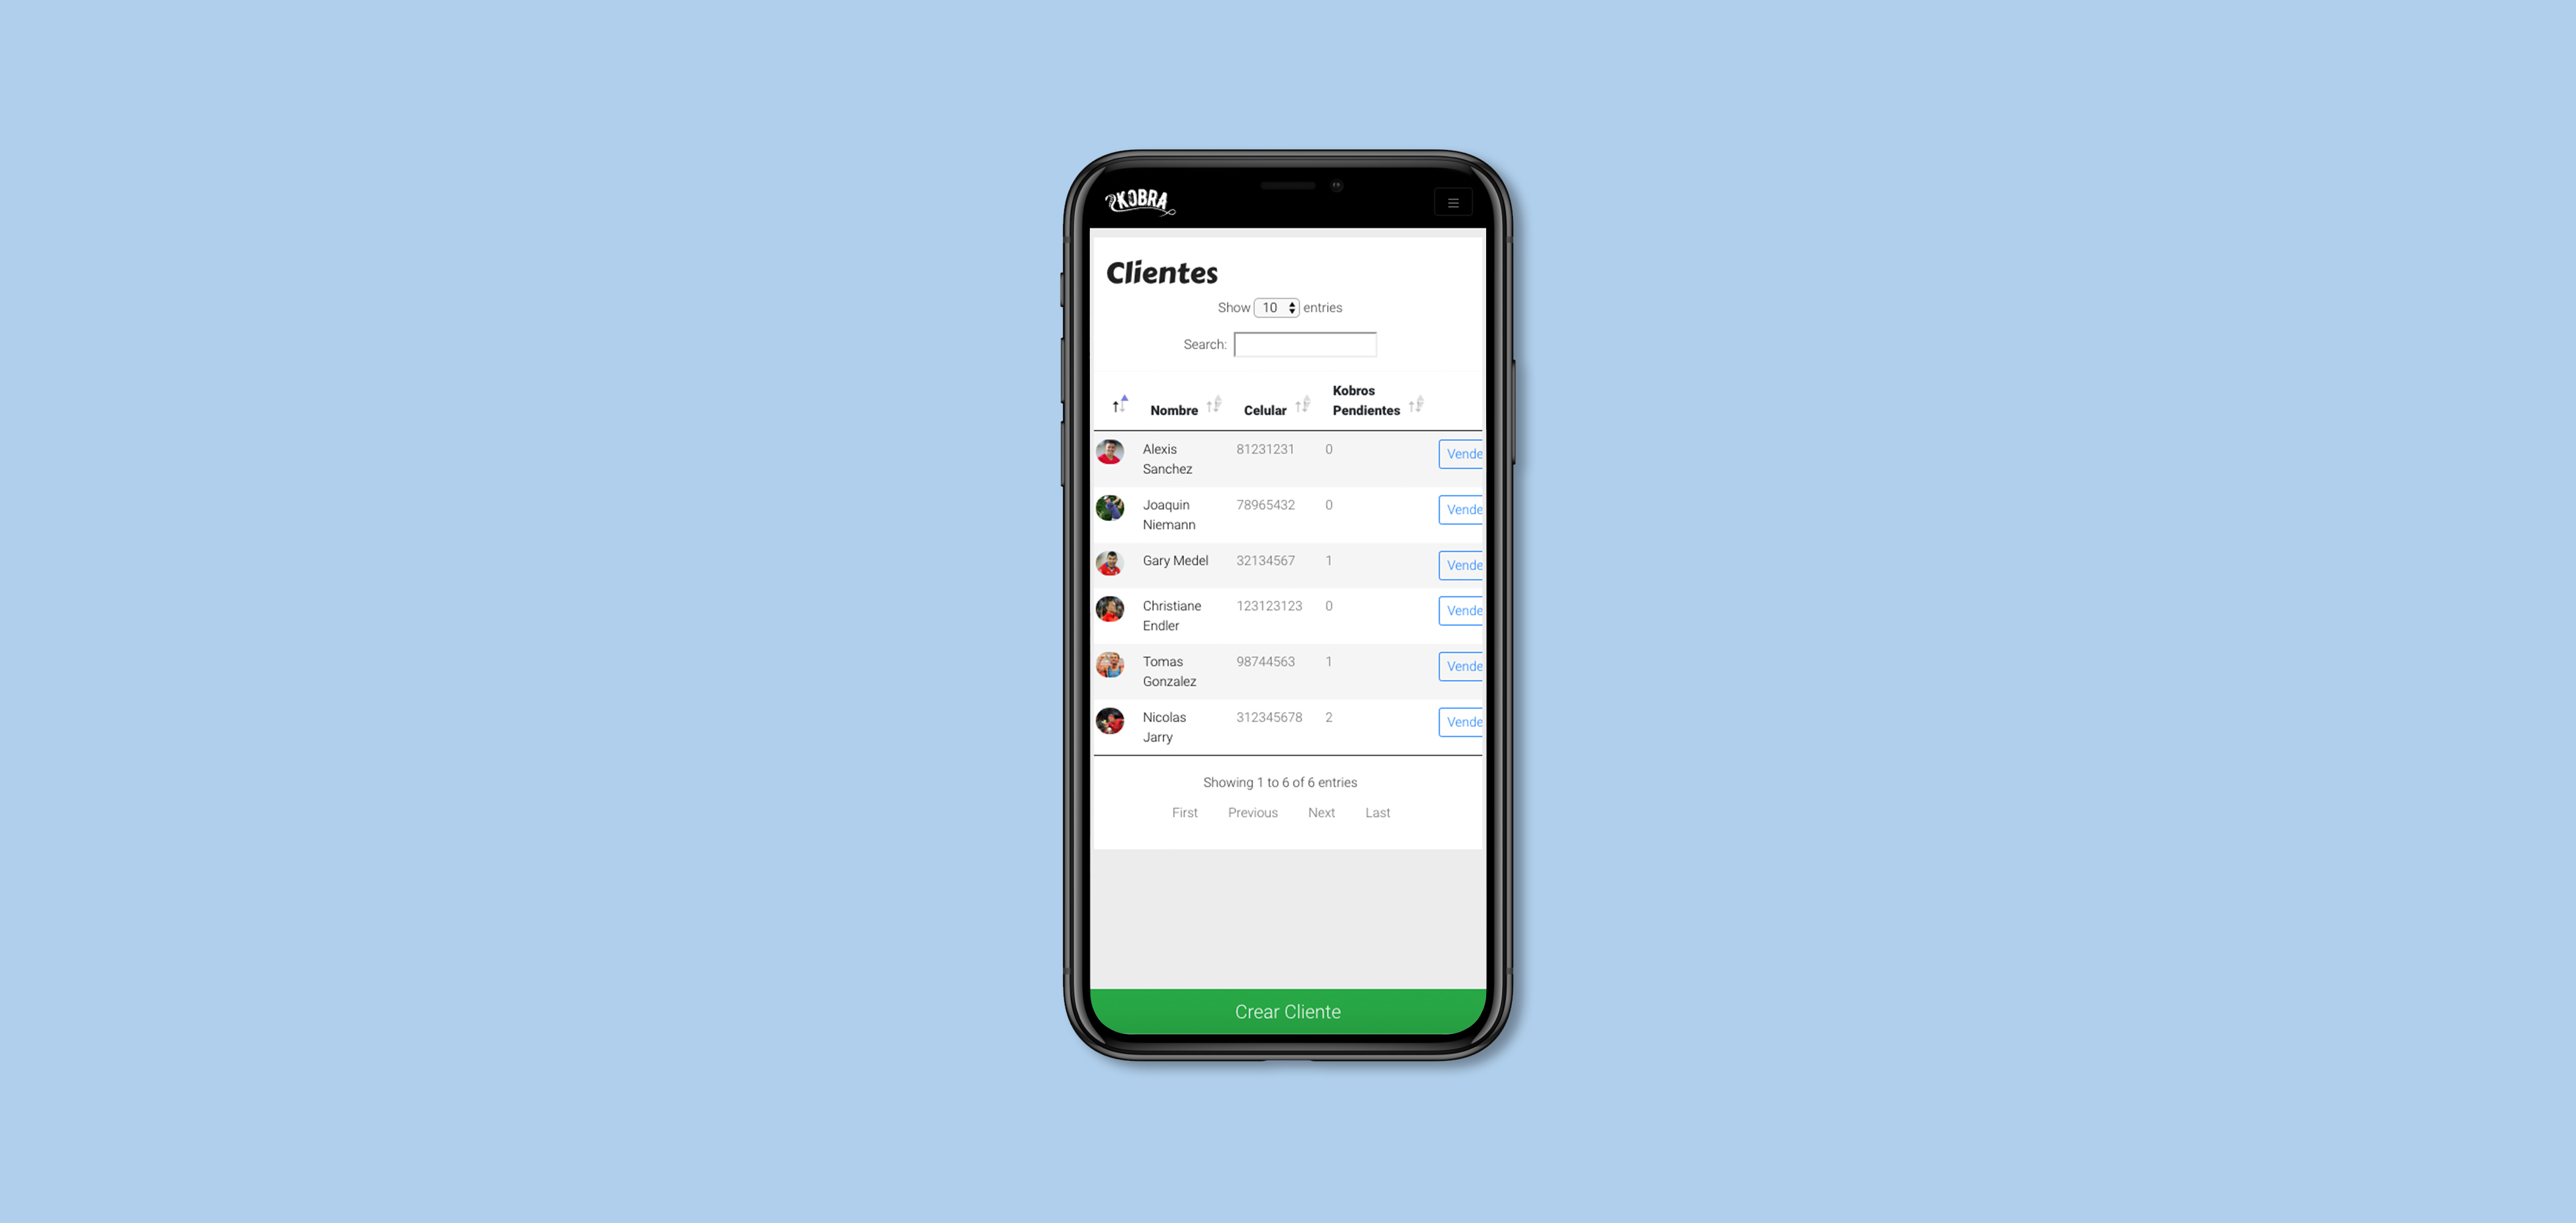 KOBRA
Clientes
Show 10 entries
Search:
Nombre Celular Kobros
Pendientes
Alexis
Sanchez 81231231 0 Vende
Joaquin
Niemann 78965432 0 Vende
Gary Medel 32134567 1 Vende
Christiane
Endler 123123123 0 Vende
Tomas
Gonzalez 98744563 1 Vende
Nicolas
Jarry 312345678 2 Vende
Showing 1 to 6 of 6 entries
First Previous Next Last
Crear Cliente